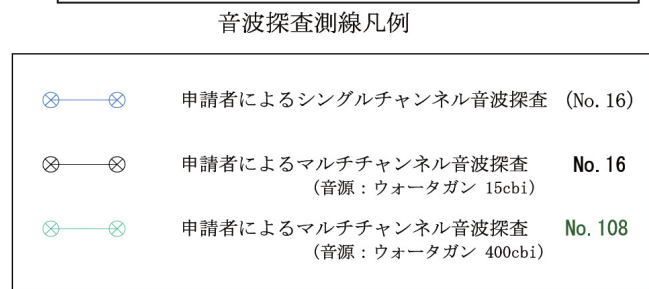 音波探査測線凡例
申請者によるシングルチャンネル音波探査 (No. 16)
申請者によるマルチチャンネル音波探査 No. 16
(音源：ウォータガン 15cbi)
申請者によるマルチチャンネル音波探査 No. 108
(音源：ウォータガン 400cbi)